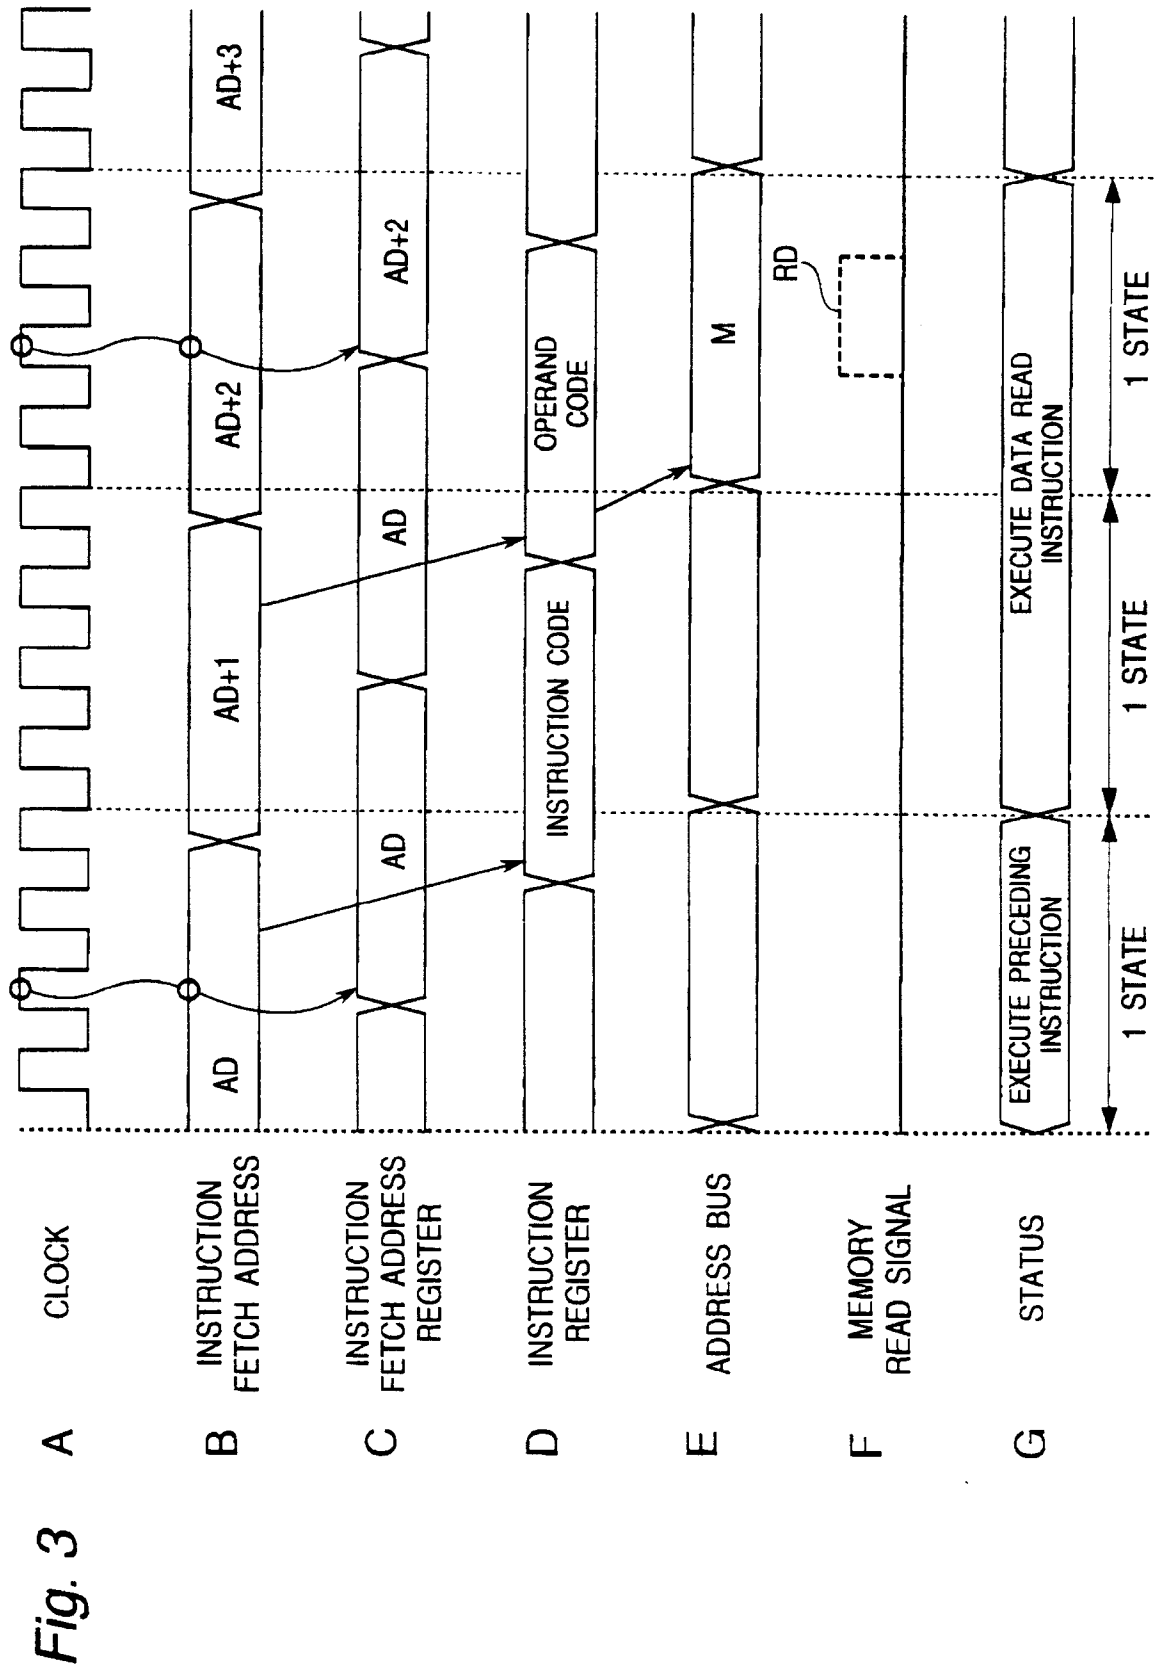 Fig. 3
A CLOCK
B INSTRUCTION
FETCH ADDRESS
AD
AD+1
AD+2
AD+3
C INSTRUCTION
FETCH ADDRESS
REGISTER
AD
AD
AD+2
D INSTRUCTION
REGISTER
INSTRUCTION CODE
OPERAND
CODE
E ADDRESS BUS
M
F MEMORY
READ SIGNAL
RD
G STATUS
EXECUTE PRECEDING
INSTRUCTION
EXECUTE DATA READ
INSTRUCTION
1 STATE
1 STATE
1 STATE